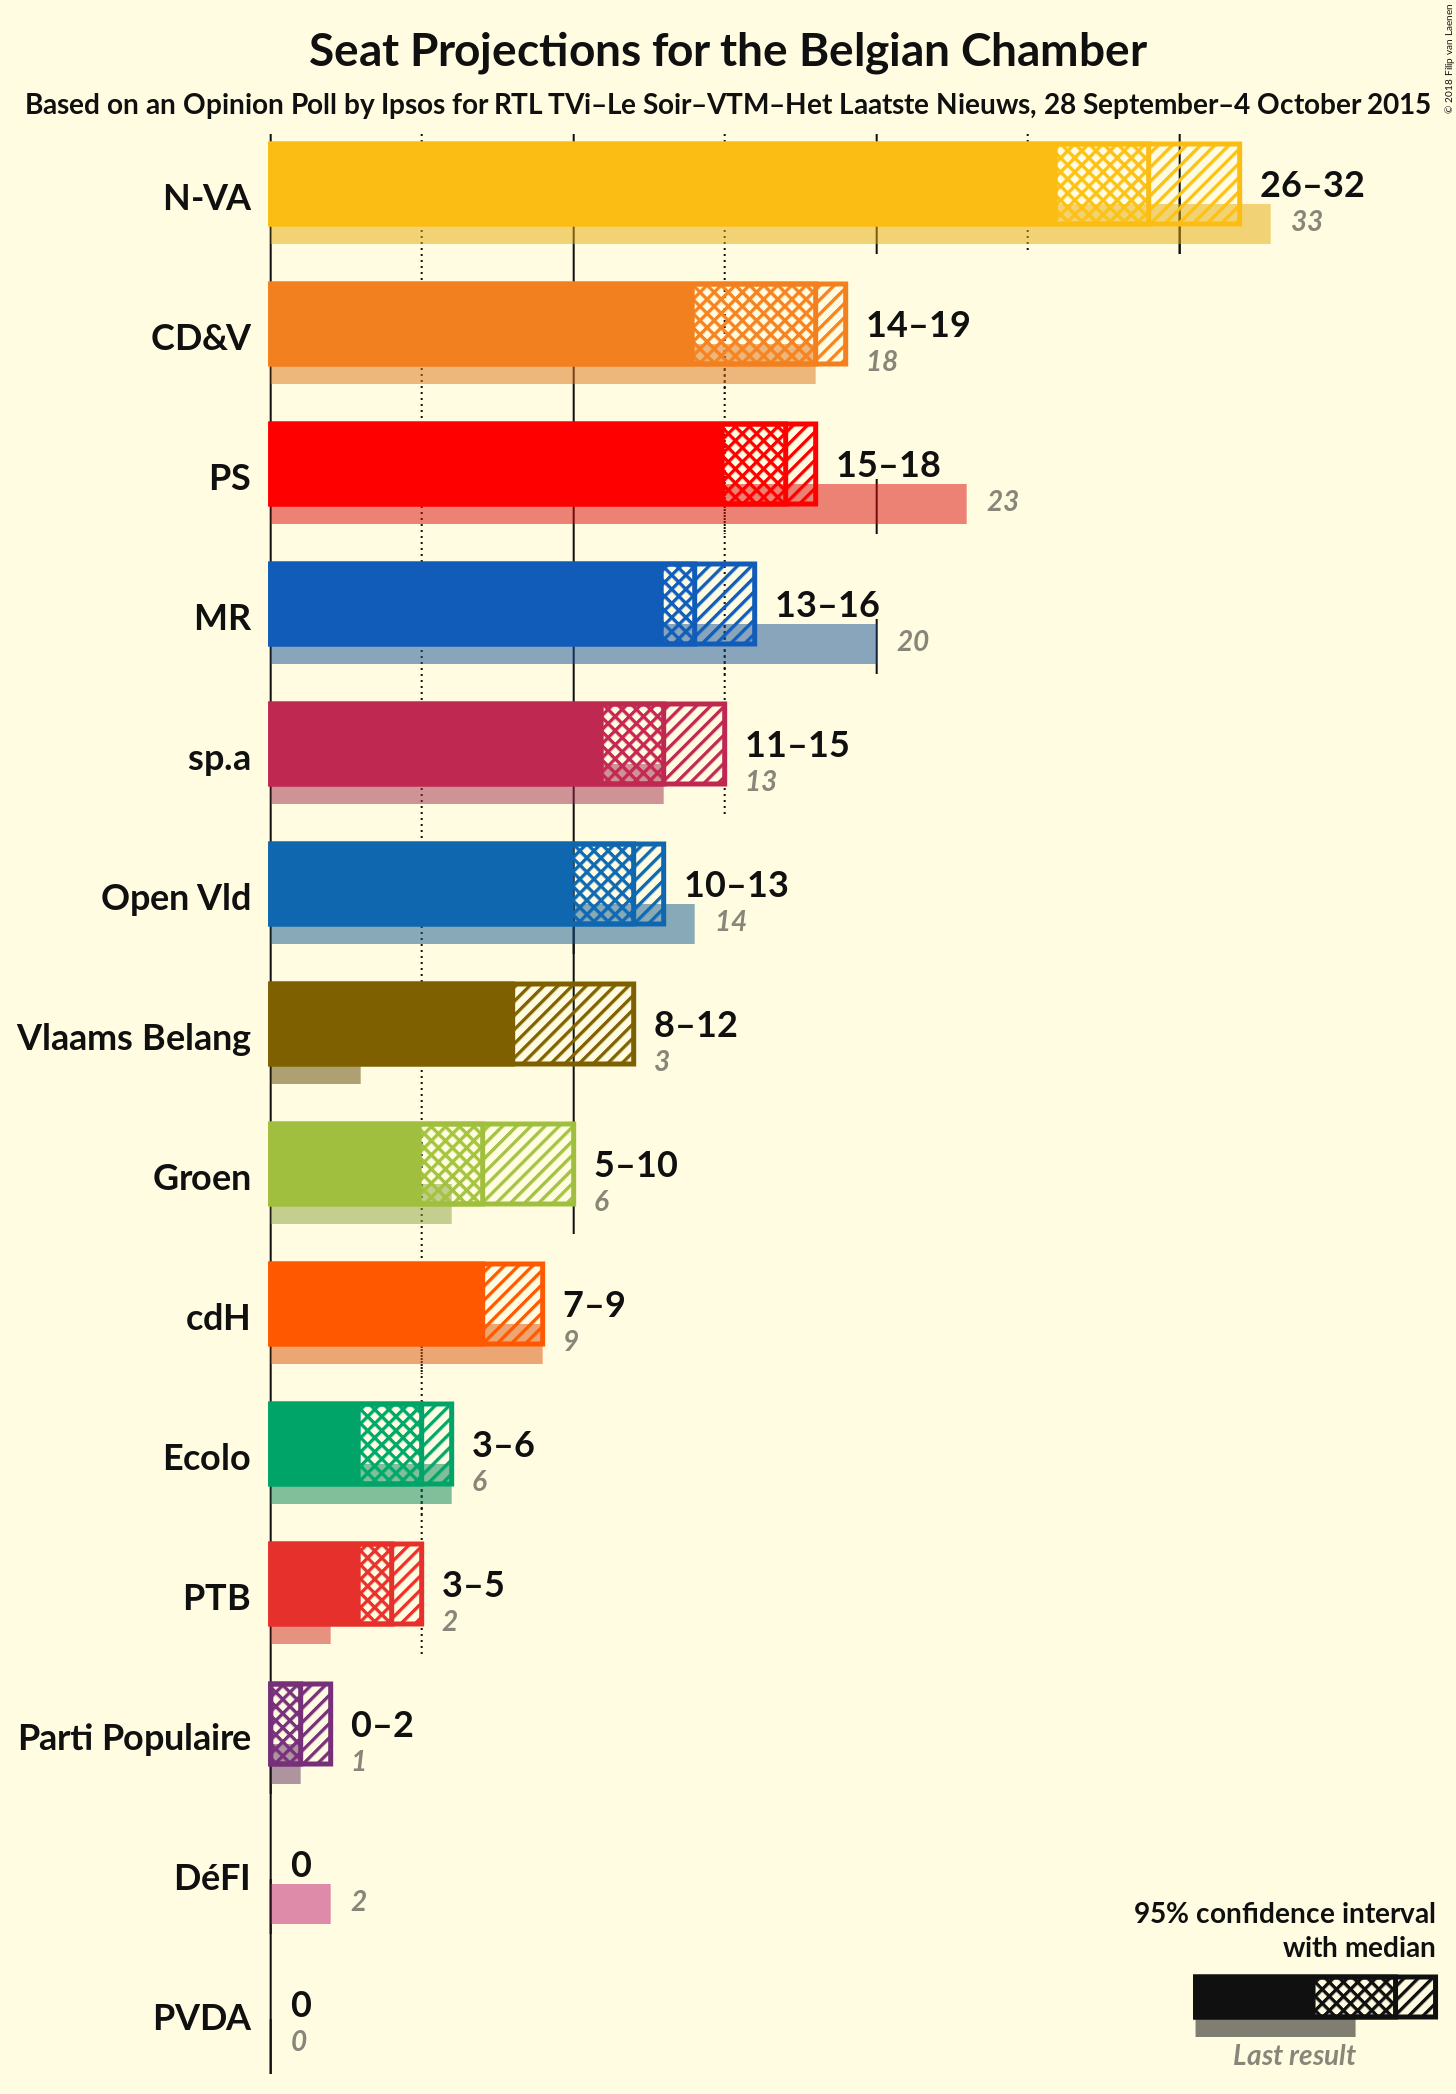 Seat Projections for the Belgian Chamber
Based on an Opinion Poll by Ipsos for RTL TVi–Le Soir–VTM–Het Laatste Nieuws, 28 September–4 October 2015
© 2018 Filip van Laenen
N-VA
26–32
33
CD&V
14–19
18
PS
15–18
23
MR
13–16
20
sp.a
11–15
13
Open Vld
10–13
14
Vlaams Belang
8–12
3
Groen
5–10
6
cdH
7–9
9
Ecolo
3–6
6
PTB
3–5
2
Parti Populaire
0–2
1
DéFI
0
2
PVDA
0
0
95% confidence interval
with median
Last result